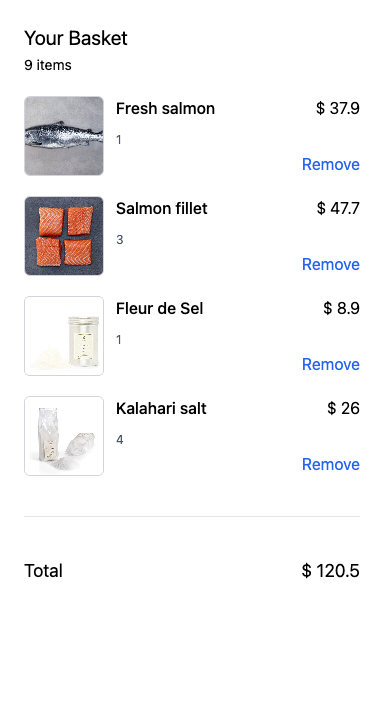 Your Basket
9 items
Fresh salmon $ 37.9
1
Remove
Salmon fillet $ 47.7
3
Remove
Fleur de Sel $ 8.9
1
Remove
Kalahari salt $ 26
4
Remove
Total $ 120.5